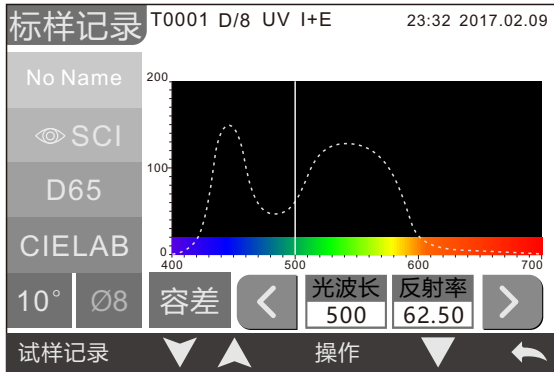 标样记录 T0001 D/8 UV I+E 23:32 2017.02.09
No Name
SCI
D65
CIELAB
10° Ø8
200
100
0
400 500 600 700
容差
光波长 反射率
500 62.50
试样记录 操作